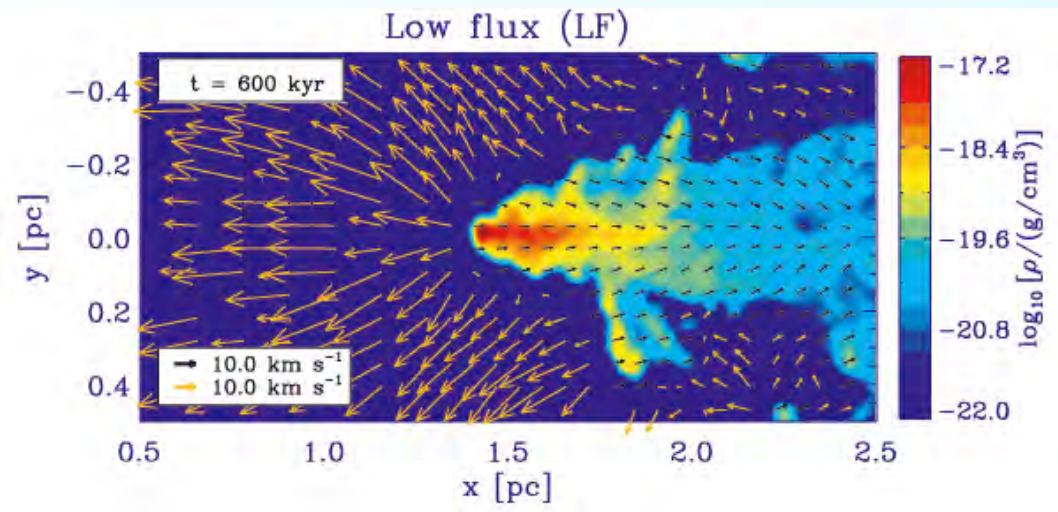 Low flux (LF)
t = 600 kyr
10.0 km s⁻¹
10.0 km s⁻¹
−0.4
−0.2
0.0
0.2
0.4
y [pc]
0.5 1.0 1.5 2.0 2.5
x [pc]
−17.2
−18.4
−19.6
−20.8
−22.0
log₁₀[ρ/(g/cm³)]